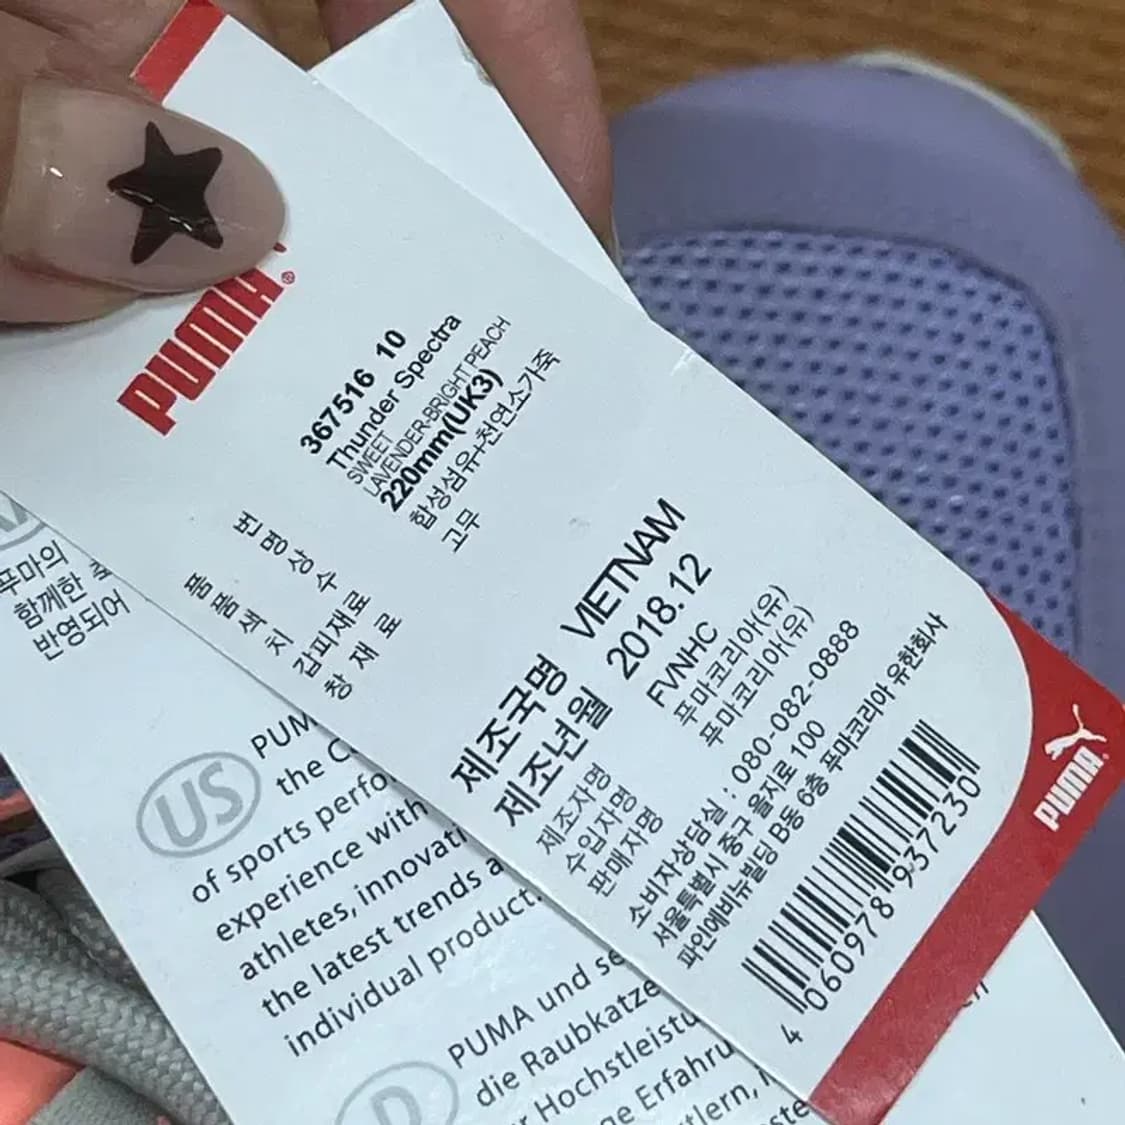 PUMA
367516 10
Thunder Spectra
SWEET
LAVENDER-BRIGHT PEACH
220mm(UK3)
합성섬유+천연소가죽
고무
품 번
품 명
색 상
치 수
갑피재료
창 재 료
제조국명 VIETNAM
제조년월 2018.12
제조자명 FVNHC
수입자명 푸마코리아(유)
판매자명 푸마코리아(유)
소비자상담실 : 080-082-0888
서울특별시 중구 을지로 100
파인에비뉴빌딩 B동 6층 푸마코리아 유한회사
4 060978 937230
PUMA
푸마의
함께한
반영되어
US
PUM
the C
of sports perfo
experience with
athletes, innovati
the latest trends a
individual product.
D
PUMA und se
die Raubkatze
r Hochstleistu
ge Erfahru
tlern,
ste